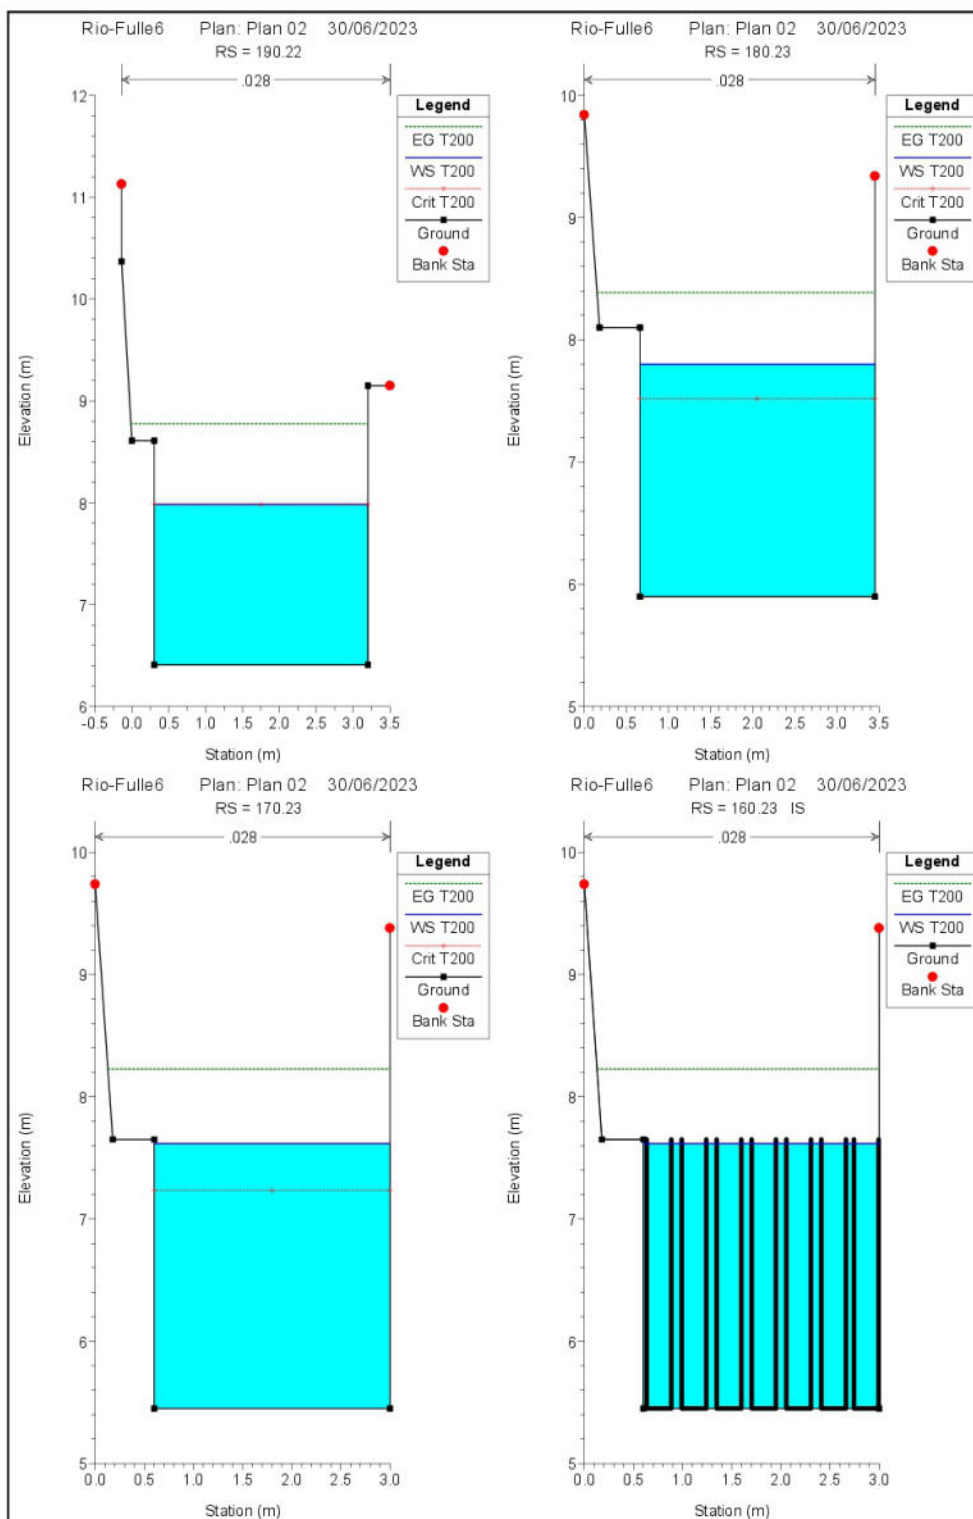 Rio-Fulle6 Plan: Plan 02 30/06/2023
RS = 190.22
.028
Legend
EG T200
WS T200
Crit T200
Ground
Bank Sta
12
11
10
9
8
7
6
Elevation (m)
-0.5 0.0 0.5 1.0 1.5 2.0 2.5 3.0 3.5
Station (m)
Rio-Fulle6 Plan: Plan 02 30/06/2023
RS = 180.23
.028
Legend
EG T200
WS T200
Crit T200
Ground
Bank Sta
10
9
8
7
6
5
Elevation (m)
0.0 0.5 1.0 1.5 2.0 2.5 3.0 3.5
Station (m)
Rio-Fulle6 Plan: Plan 02 30/06/2023
RS = 170.23
.028
Legend
EG T200
WS T200
Crit T200
Ground
Bank Sta
10
9
8
7
6
5
Elevation (m)
0.0 0.5 1.0 1.5 2.0 2.5 3.0
Station (m)
Rio-Fulle6 Plan: Plan 02 30/06/2023
RS = 160.23 IS
.028
Legend
EG T200
WS T200
Ground
Bank Sta
10
9
8
7
6
5
Elevation (m)
0.0 0.5 1.0 1.5 2.0 2.5 3.0
Station (m)